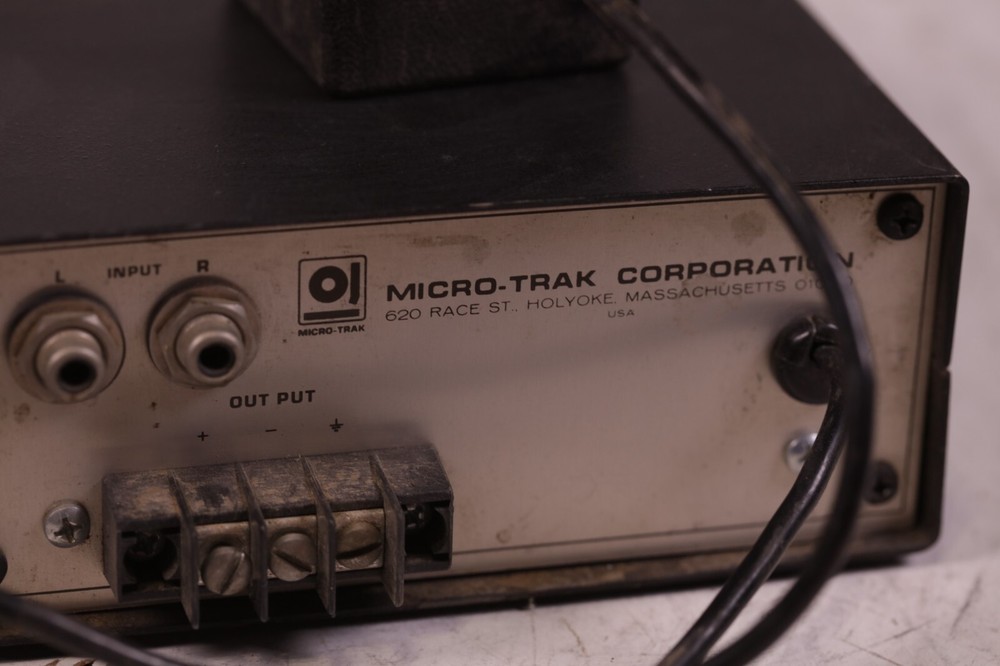 L INPUT R
MICRO-TRAK
MICRO-TRAK CORPORATION
620 RACE ST., HOLYOKE, MASSACHUSETTS
USA
OUT PUT
+ − ⏚